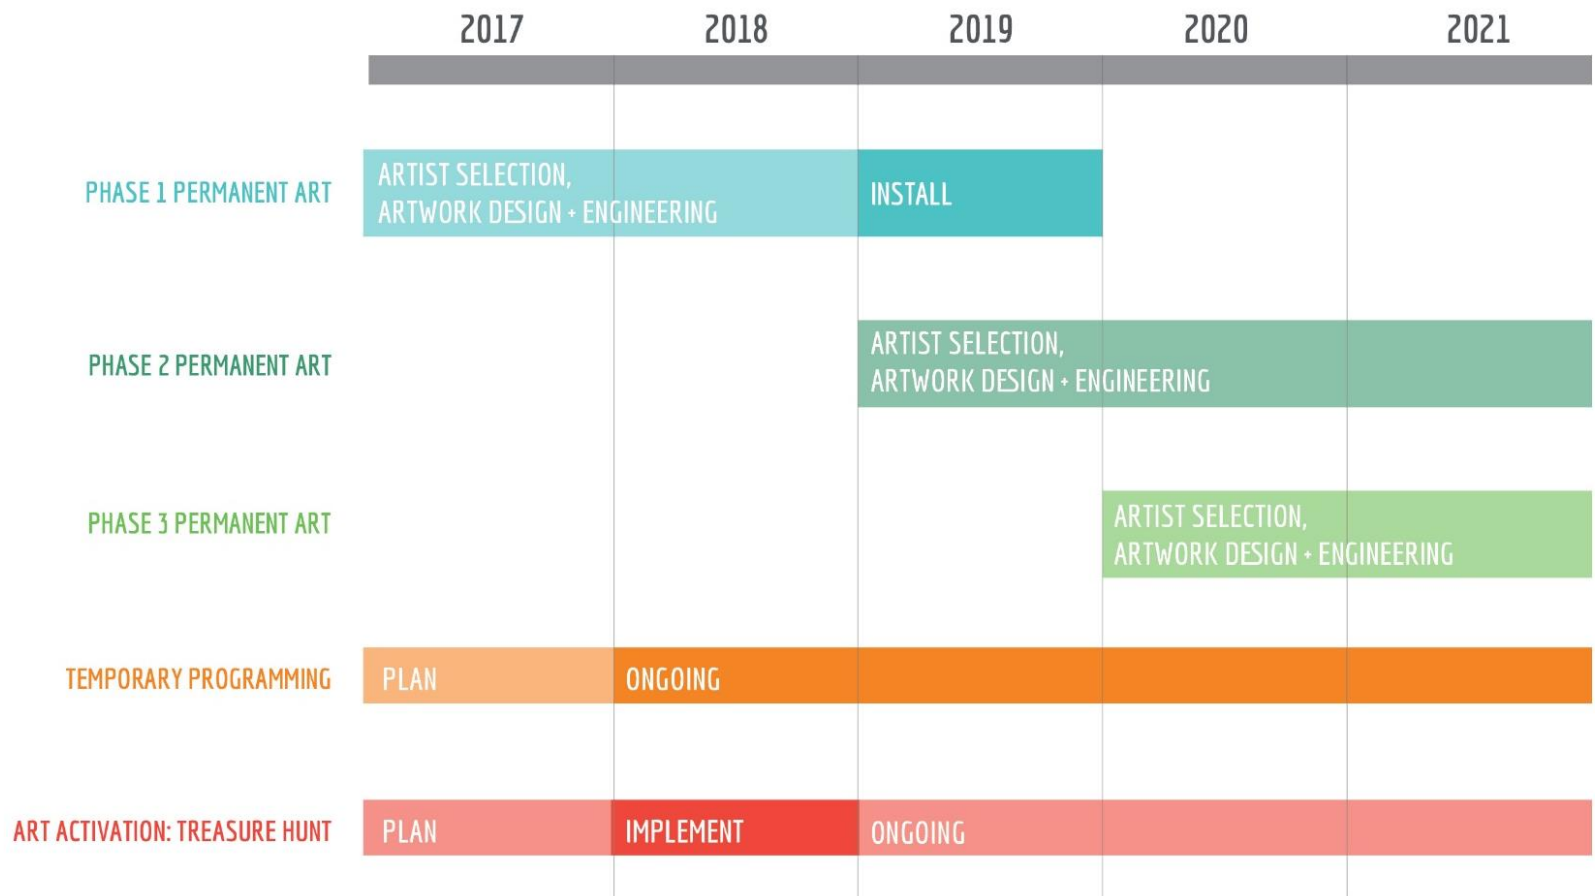 2017 2018 2019 2020 2021
PHASE 1 PERMANENT ART
ARTIST SELECTION,
ARTWORK DESIGN + ENGINEERING
INSTALL
PHASE 2 PERMANENT ART
ARTIST SELECTION,
ARTWORK DESIGN + ENGINEERING
PHASE 3 PERMANENT ART
ARTIST SELECTION,
ARTWORK DESIGN + ENGINEERING
TEMPORARY PROGRAMMING
PLAN
ONGOING
ART ACTIVATION: TREASURE HUNT
PLAN
IMPLEMENT
ONGOING